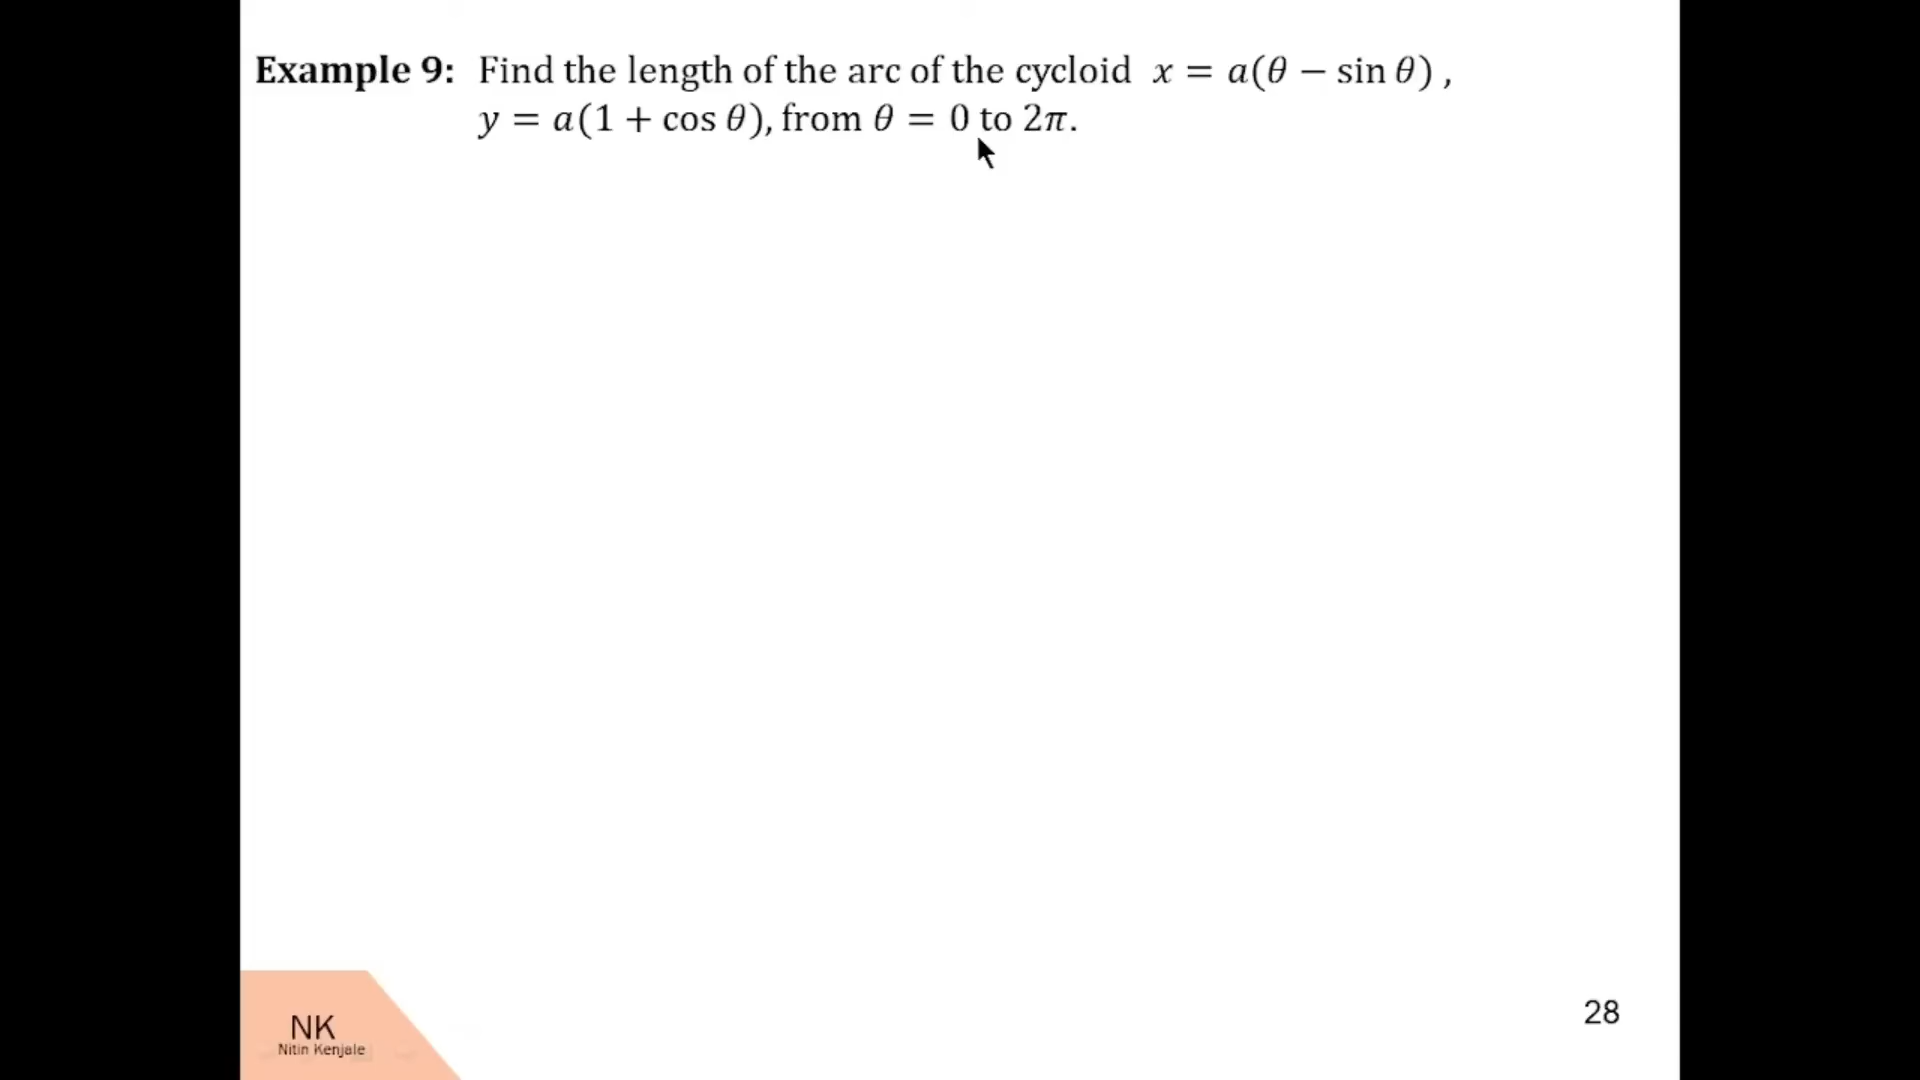 Example 9: Find the length of the arc of the cycloid x = a(θ − sin θ) ,
y = a(1 + cos θ), from θ = 0 to 2π.
NK
Nitin Kenjale
28